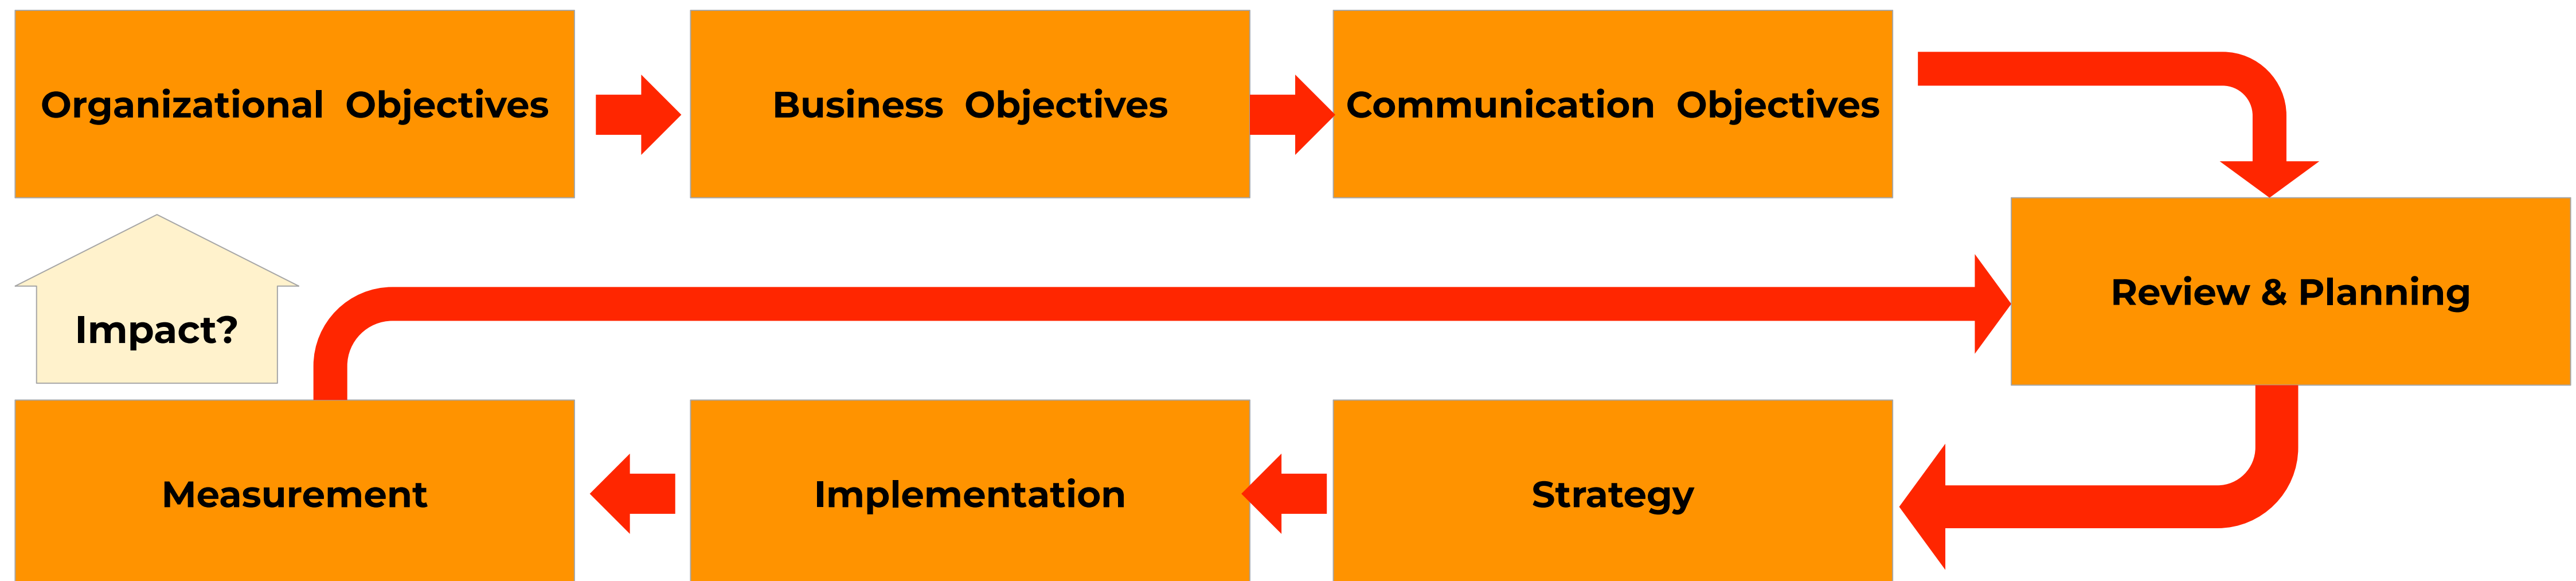 Organizational Objectives
Business Objectives
Communication Objectives
Review & Planning
Impact?
Measurement
Implementation
Strategy